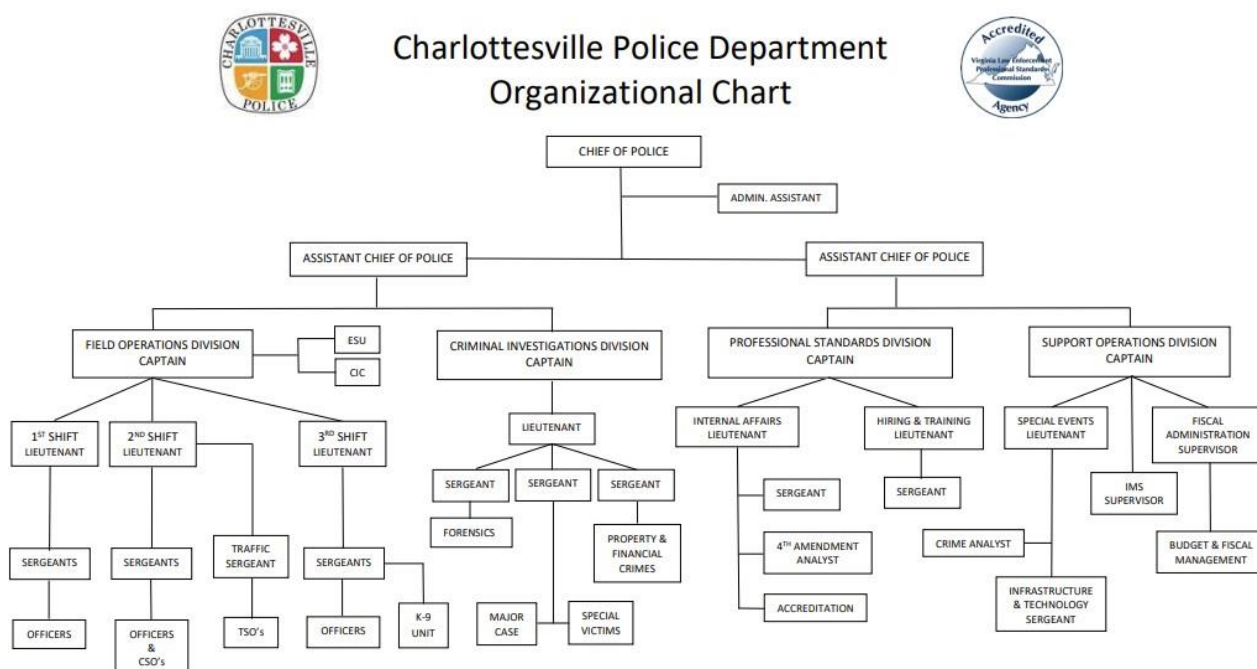 CHARLOTTESVILLE
POLICE
Charlottesville Police Department
Organizational Chart
Accredited
Virginia Law Enforcement
Professional Standards
Commission
Agency
CHIEF OF POLICE
ADMIN. ASSISTANT
ASSISTANT CHIEF OF POLICE
ASSISTANT CHIEF OF POLICE
FIELD OPERATIONS DIVISION
CAPTAIN
ESU
CIC
CRIMINAL INVESTIGATIONS DIVISION
CAPTAIN
PROFESSIONAL STANDARDS DIVISION
CAPTAIN
SUPPORT OPERATIONS DIVISION
CAPTAIN
1ST SHIFT
LIEUTENANT
2ND SHIFT
LIEUTENANT
3RD SHIFT
LIEUTENANT
LIEUTENANT
INTERNAL AFFAIRS
LIEUTENANT
HIRING & TRAINING
LIEUTENANT
SPECIAL EVENTS
LIEUTENANT
FISCAL
ADMINISTRATION
SUPERVISOR
SERGEANT
SERGEANT
SERGEANT
SERGEANT
SERGEANT
IMS
SUPERVISOR
FORENSICS
PROPERTY &
FINANCIAL
CRIMES
4TH AMENDMENT
ANALYST
CRIME ANALYST
BUDGET & FISCAL
MANAGEMENT
SERGEANTS
SERGEANTS
TRAFFIC
SERGEANT
SERGEANTS
ACCREDITATION
INFRASTRUCTURE
& TECHNOLOGY
SERGEANT
OFFICERS
OFFICERS
&
CSO's
TSO's
OFFICERS
K-9
UNIT
MAJOR
CASE
SPECIAL
VICTIMS